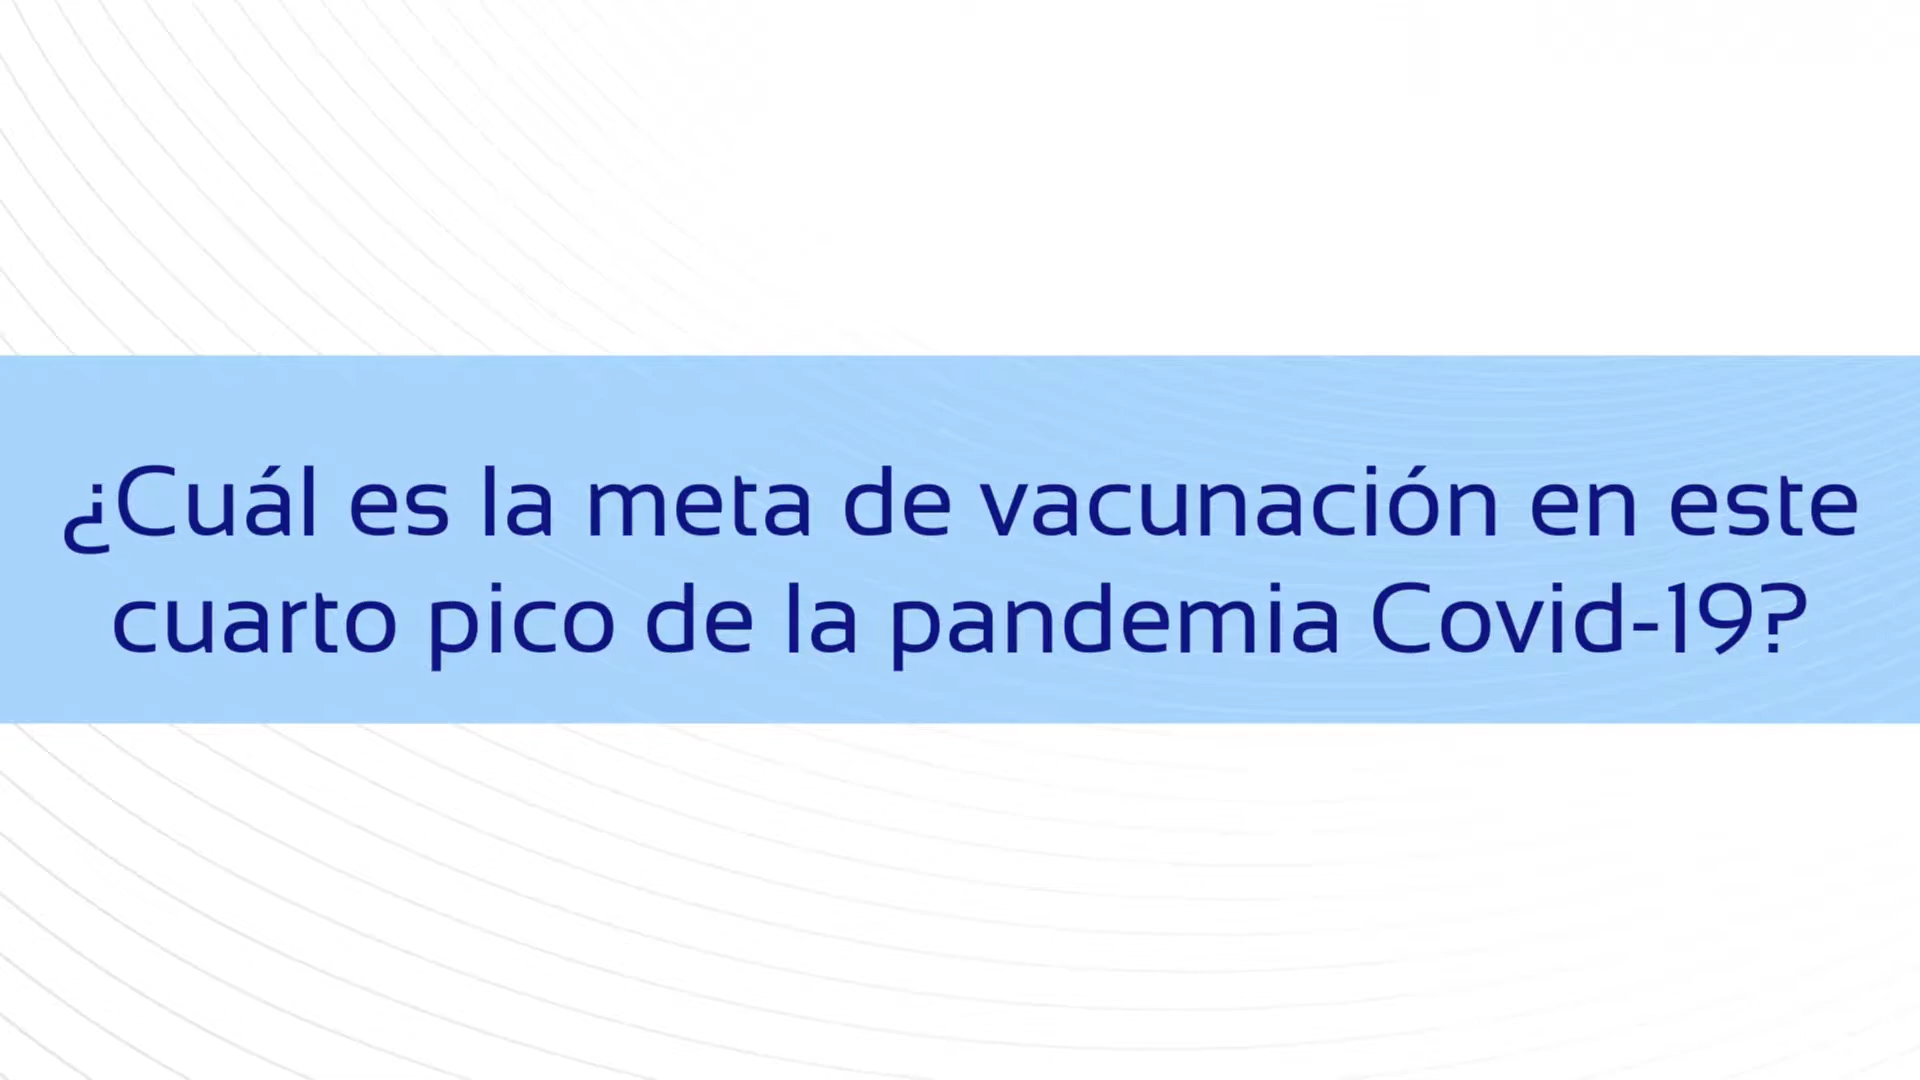 ¿Cuál es la meta de vacunación en este
cuarto pico de la pandemia Covid-19?